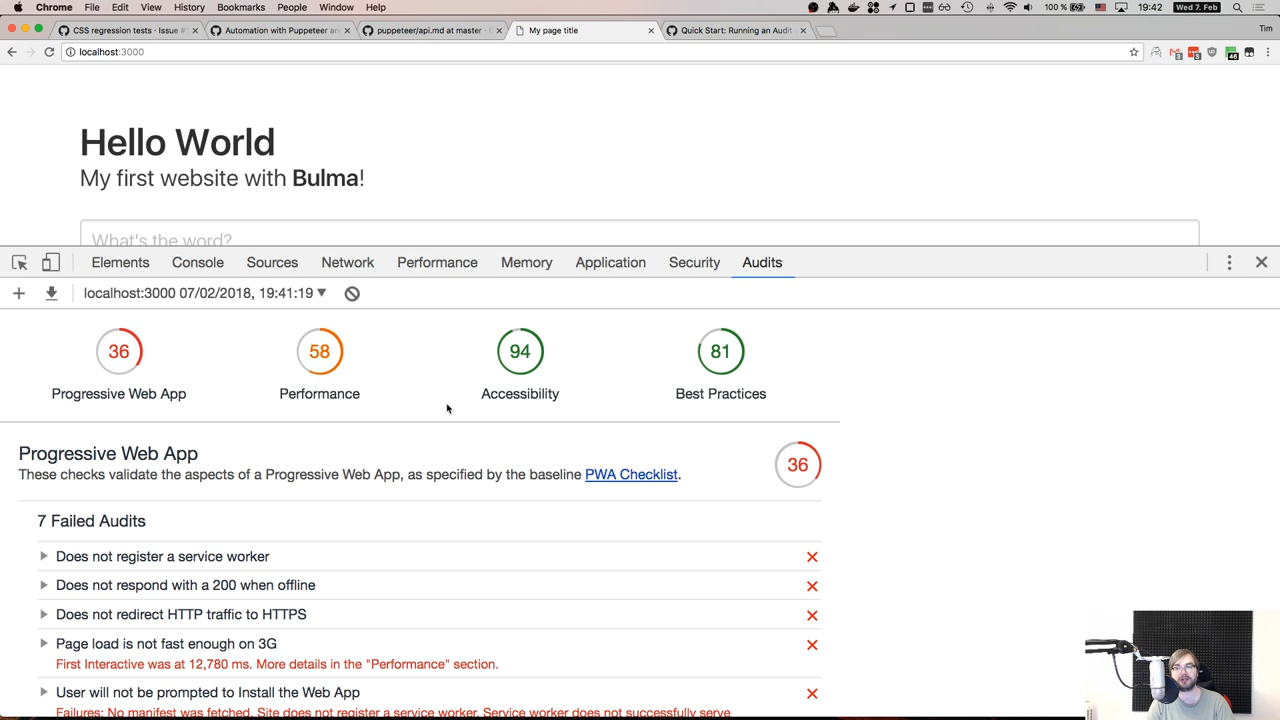 Chrome File Edit View History Bookmarks People Window Help 100 % Wed 7. Feb 19:42
CSS regression tests · Issue # Automation with Puppeteer an puppeteer/api.md at master · My page title Quick Start: Running an Audit Tim
localhost:3000
Hello World
My first website with Bulma!
What's the word?
Elements Console Sources Network Performance Memory Application Security Audits
localhost:3000 07/02/2018, 19:41:19
36 58 94 81
Progressive Web App Performance Accessibility Best Practices
Progressive Web App
36
These checks validate the aspects of a Progressive Web App, as specified by the baseline PWA Checklist.
7 Failed Audits
Does not register a service worker
Does not respond with a 200 when offline
Does not redirect HTTP traffic to HTTPS
Page load is not fast enough on 3G
First Interactive was at 12,780 ms. More details in the "Performance" section.
User will not be prompted to Install the Web App
Failures: No manifest was fetched, Site does not register a service worker, Service worker does not successfully serve